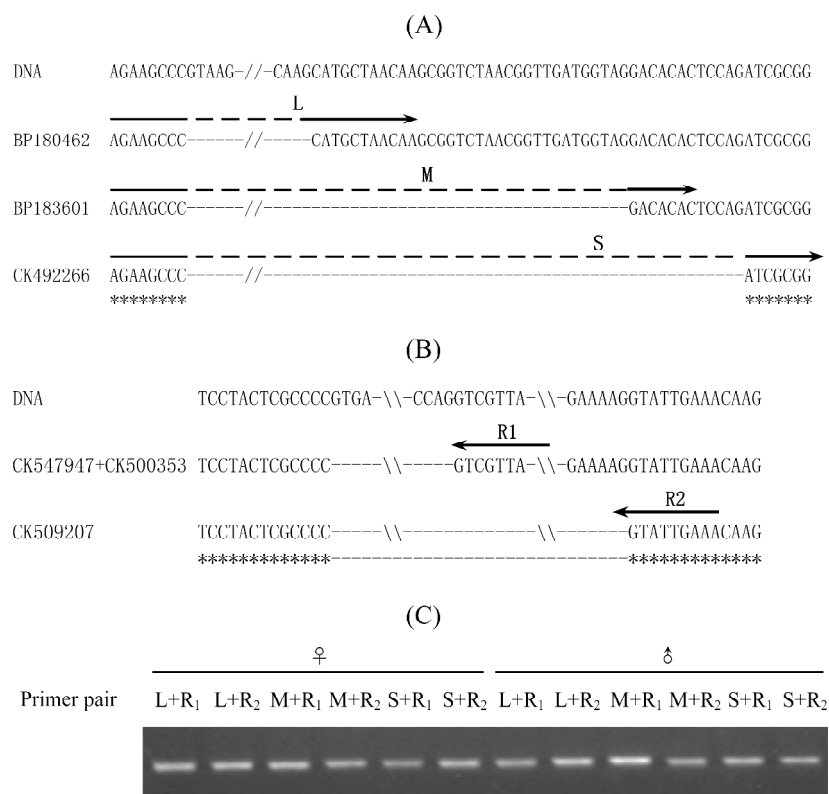 (A)
DNA AGAAGCCCGTAAG-//-CAAGCATGCTAACAAGCGGTCTAACGGTTGATGGTAGGACACACTCCAGATCGCGG
L
BP180462 AGAAGCCC------//-----CATGCTAACAAGCGGTCTAACGGTTGATGGTAGGACACACTCCAGATCGCGG
M
BP183601 AGAAGCCC------//--------------------------------------GACACACTCCAGATCGCGG
S
CK492266 AGAAGCCC------//--------------------------------------------------ATCGCGG
******** *******
(B)
DNA TCCTACTCGCCCCGTGA-\\-CCAGGTCGTTA-\\-GAAAAGGTATTGAAACAAG
R1
CK547947+CK500353 TCCTACTCGCCCC-----\\-----GTCGTTA-\\-GAAAAGGTATTGAAACAAG
R2
CK509207 TCCTACTCGCCCC-----\\-------------\\-------GTATTGAAACAAG
*************------------------------------*************
(C)
♀ ♂
Primer pair L+R1 L+R2 M+R1 M+R2 S+R1 S+R2 L+R1 L+R2 M+R1 M+R2 S+R1 S+R2